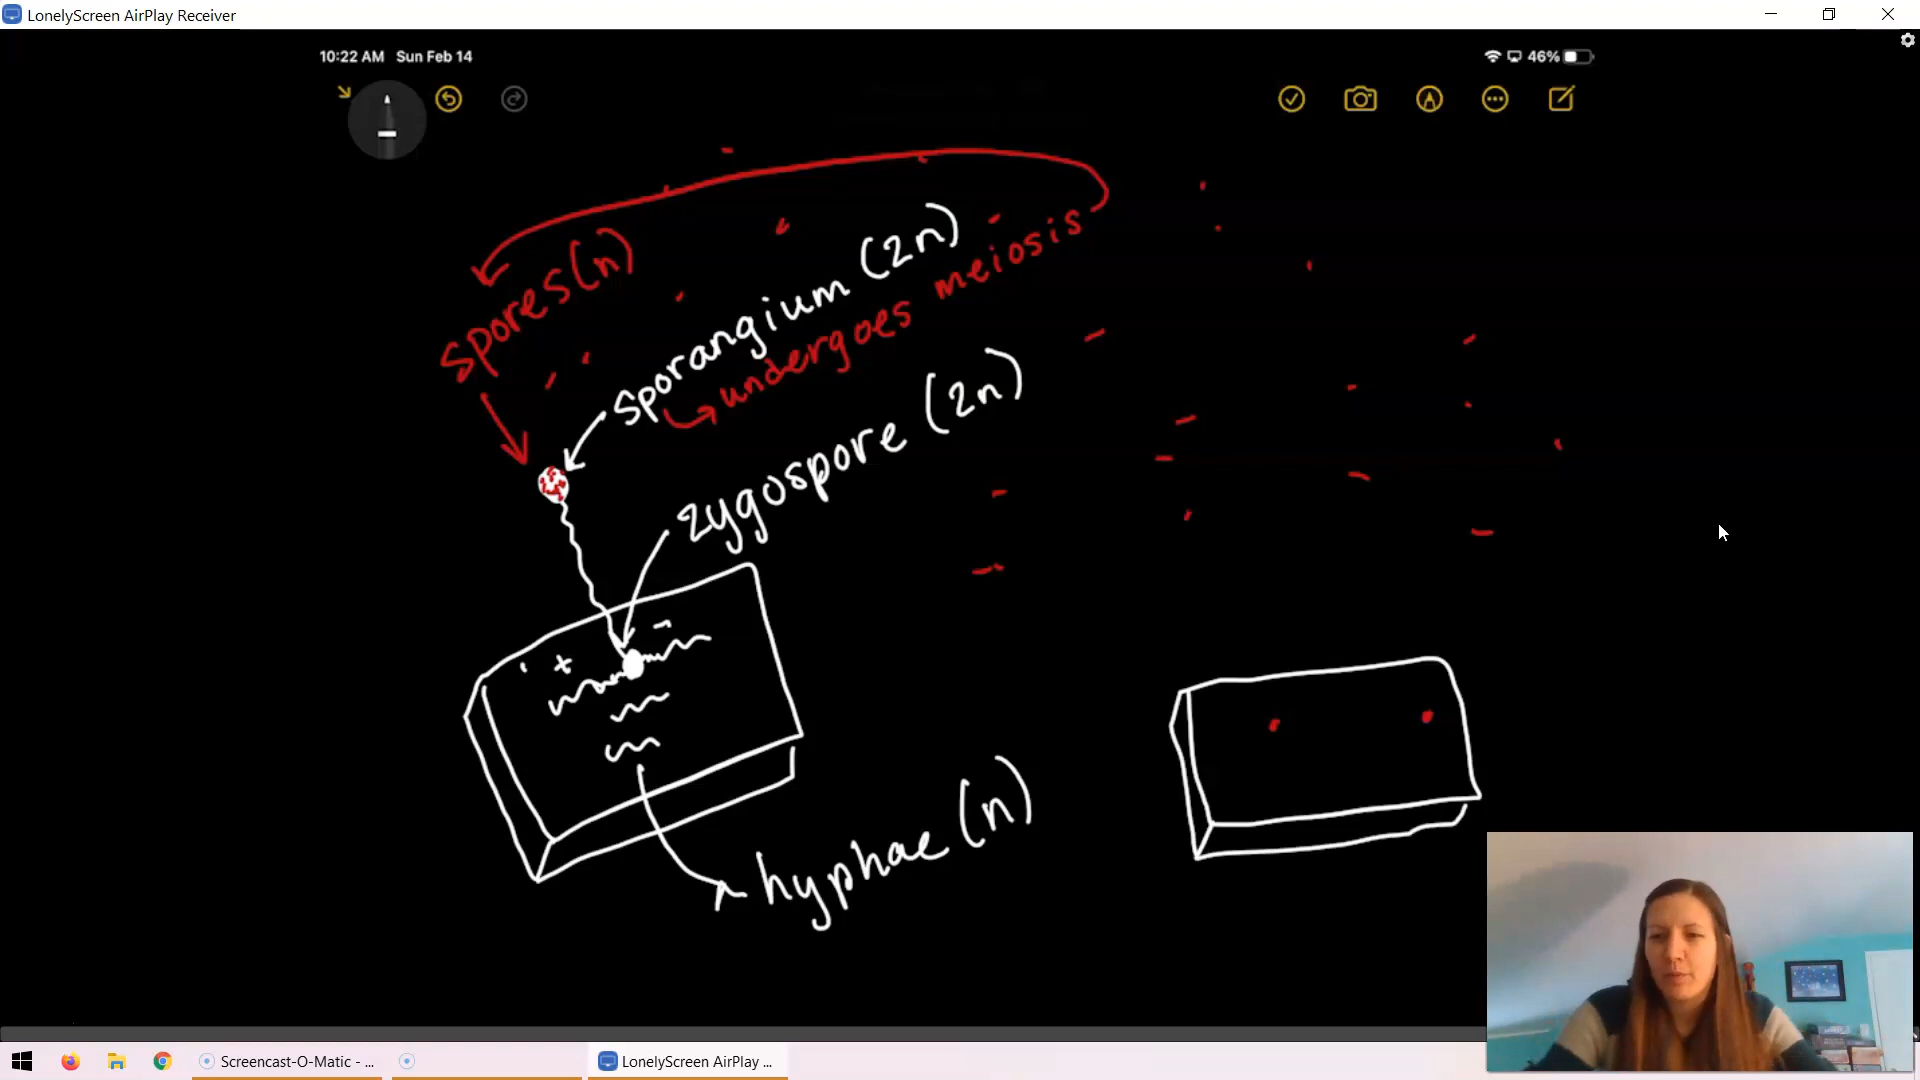 LonelyScreen AirPlay Receiver
10:22 AM Sun Feb 14
46%
spores(n)
sporangium (2n)
undergoes meiosis
zygospore (2n)
+ -
hyphae (n)
Screencast-O-Matic - ...
LonelyScreen AirPlay ...